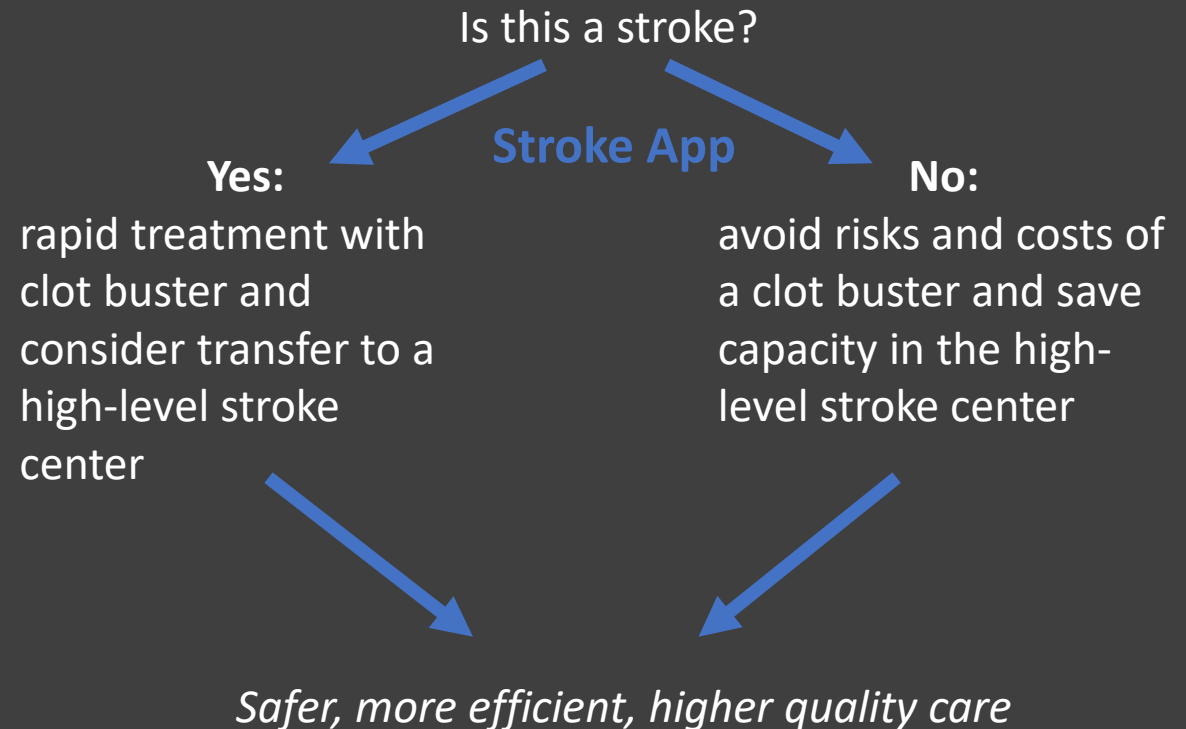 Is this a stroke?
Stroke App
Yes:
rapid treatment with
clot buster and
consider transfer to a
high-level stroke
center
No:
avoid risks and costs of
a clot buster and save
capacity in the high-
level stroke center
Safer, more efficient, higher quality care